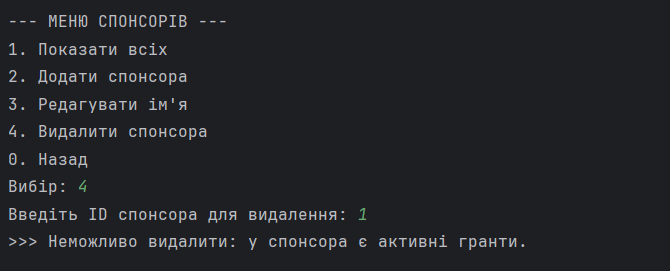 --- МЕНЮ СПОНСОРІВ ---
1. Показати всіх
2. Додати спонсора
3. Редагувати ім'я
4. Видалити спонсора
0. Назад
Вибір: 4
Введіть ID спонсора для видалення: 1
>>> Неможливо видалити: у спонсора є активні гранти.